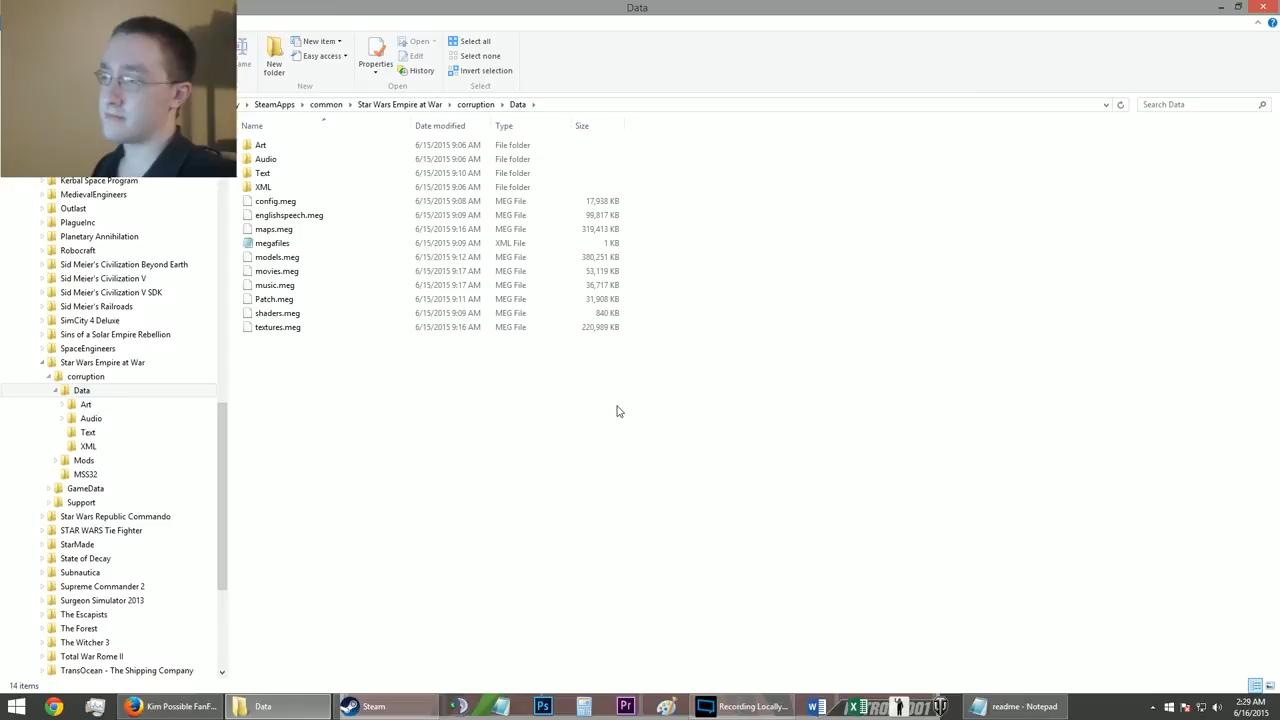 Data
ame
New folder
New item
Easy access
New
Properties
Open
Edit
History
Open
Select all
Select none
Invert selection
Select
y
SteamApps
common
Star Wars Empire at War
corruption
Data
Search Data
Name Date modified Type Size
Art 6/15/2015 9:06 AM File folder
Audio 6/15/2015 9:06 AM File folder
Text 6/15/2015 9:10 AM File folder
XML 6/15/2015 9:06 AM File folder
config.meg 6/15/2015 9:08 AM MEG File 17,938 KB
englishspeech.meg 6/15/2015 9:09 AM MEG File 99,817 KB
maps.meg 6/15/2015 9:16 AM MEG File 319,413 KB
megafiles 6/15/2015 9:09 AM XML File 1 KB
models.meg 6/15/2015 9:12 AM MEG File 380,251 KB
movies.meg 6/15/2015 9:17 AM MEG File 53,119 KB
music.meg 6/15/2015 9:17 AM MEG File 36,717 KB
Patch.meg 6/15/2015 9:11 AM MEG File 31,908 KB
shaders.meg 6/15/2015 9:09 AM MEG File 840 KB
textures.meg 6/15/2015 9:16 AM MEG File 220,989 KB
Kerbal Space Program
MedievalEngineers
Outlast
PlagueInc
Planetary Annihilation
Robocraft
Sid Meier's Civilization Beyond Earth
Sid Meier's Civilization V
Sid Meier's Civilization V SDK
Sid Meier's Railroads
SimCity 4 Deluxe
Sins of a Solar Empire Rebellion
SpaceEngineers
Star Wars Empire at War
corruption
Data
Art
Audio
Text
XML
Mods
MSS32
GameData
Support
Star Wars Republic Commando
STAR WARS Tie Fighter
StarMade
State of Decay
Subnautica
Supreme Commander 2
Surgeon Simulator 2013
The Escapists
The Forest
The Witcher 3
Total War Rome II
TransOcean - The Shipping Company
14 items
Kim Possible FanF...
Data
Steam
Ps
Pr
Recording Locally...
readme - Notepad
2:29 AM
6/16/2015